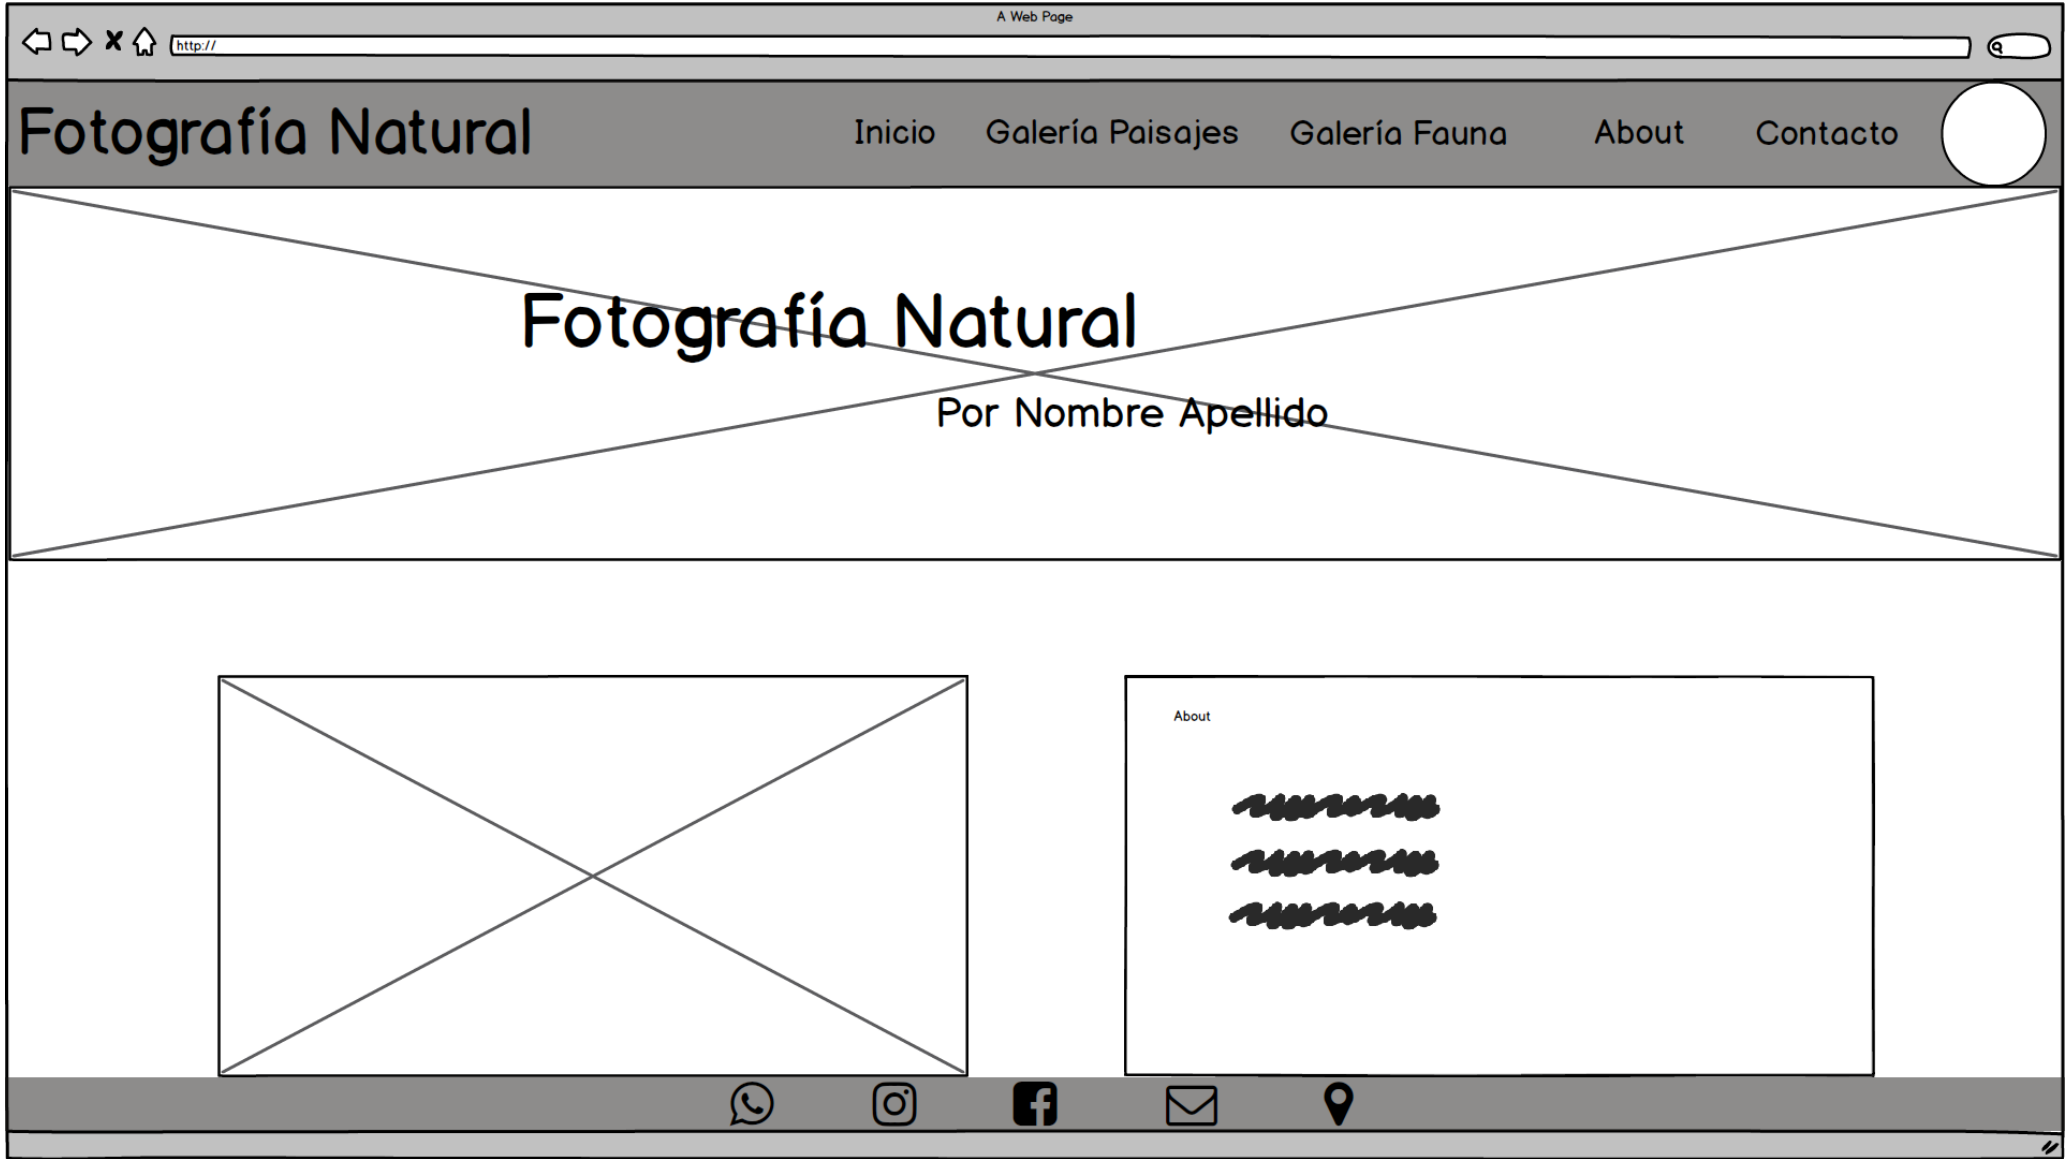 A Web Page
http://
Fotografía Natural
Inicio
Galería Paisajes
Galería Fauna
About
Contacto
Fotografía Natural
Por Nombre Apellido
About